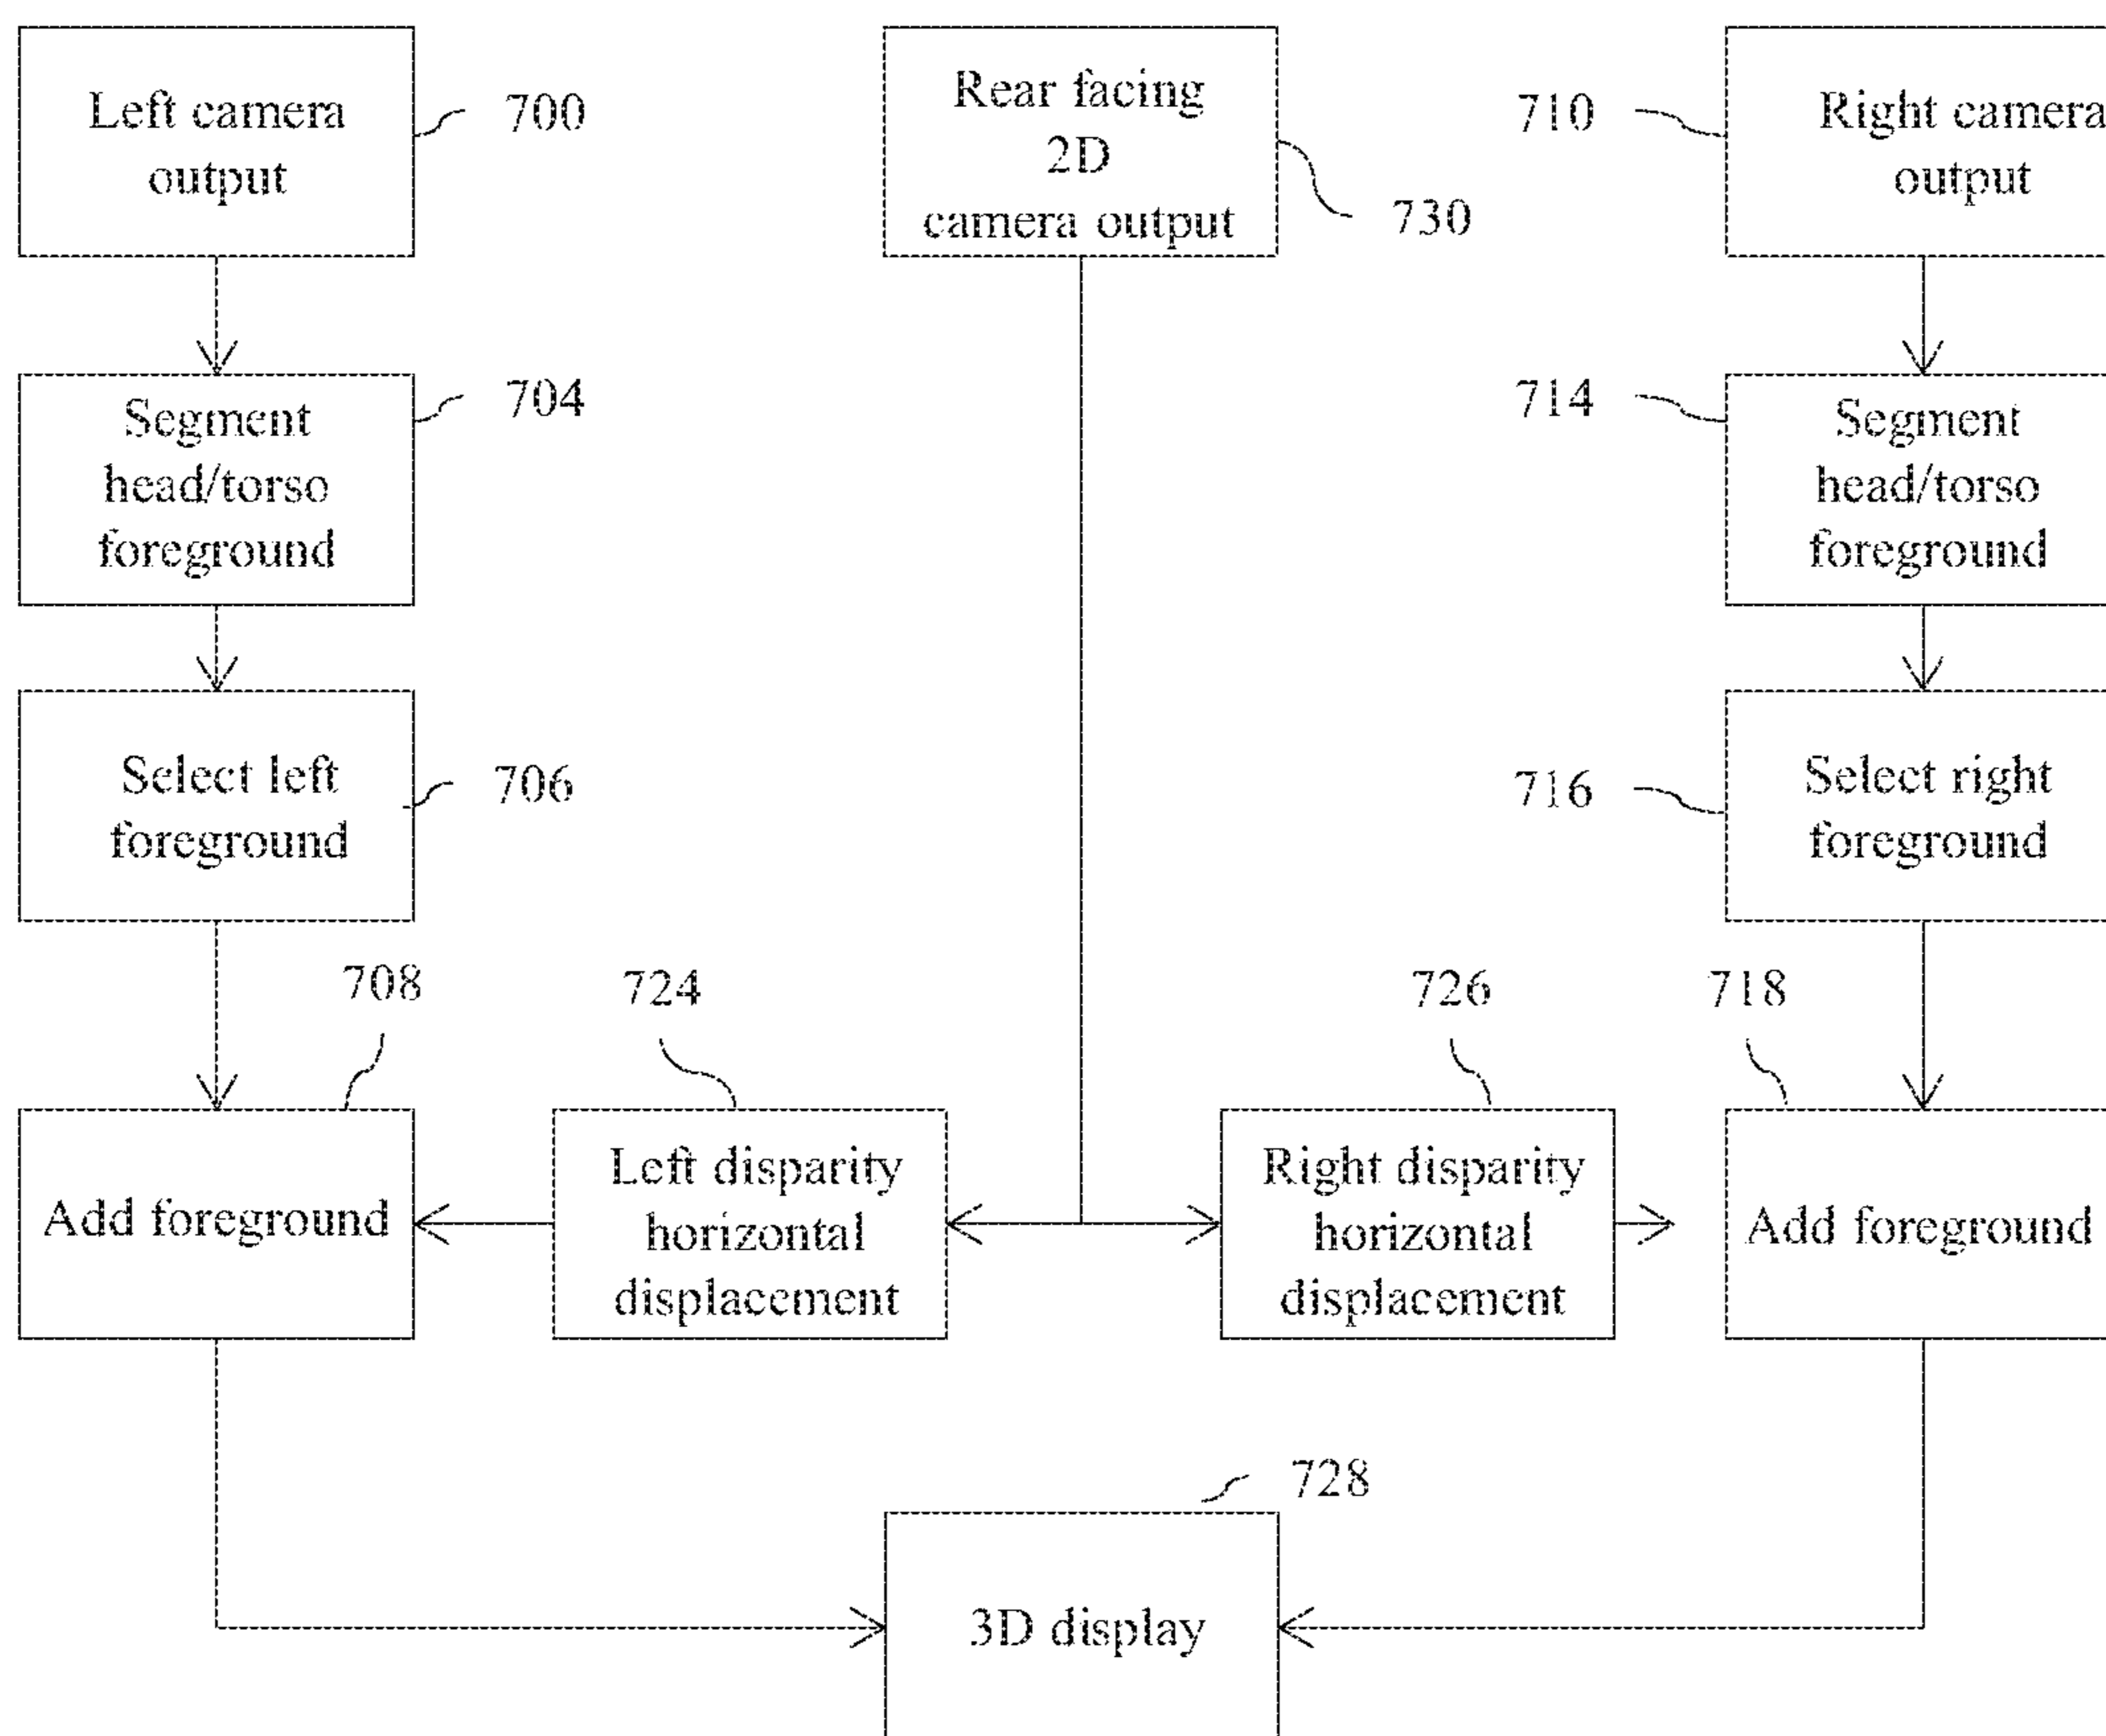 Left camera
output
700
Rear facing
2D
camera output
730
710
Right camera
output
Segment
head/torso
foreground
704
714
Segment
head/torso
foreground
Select left
foreground
706
716
Select right
foreground
708
724
726
718
Add foreground
Left disparity
horizontal
displacement
Right disparity
horizontal
displacement
Add foreground
728
3D display